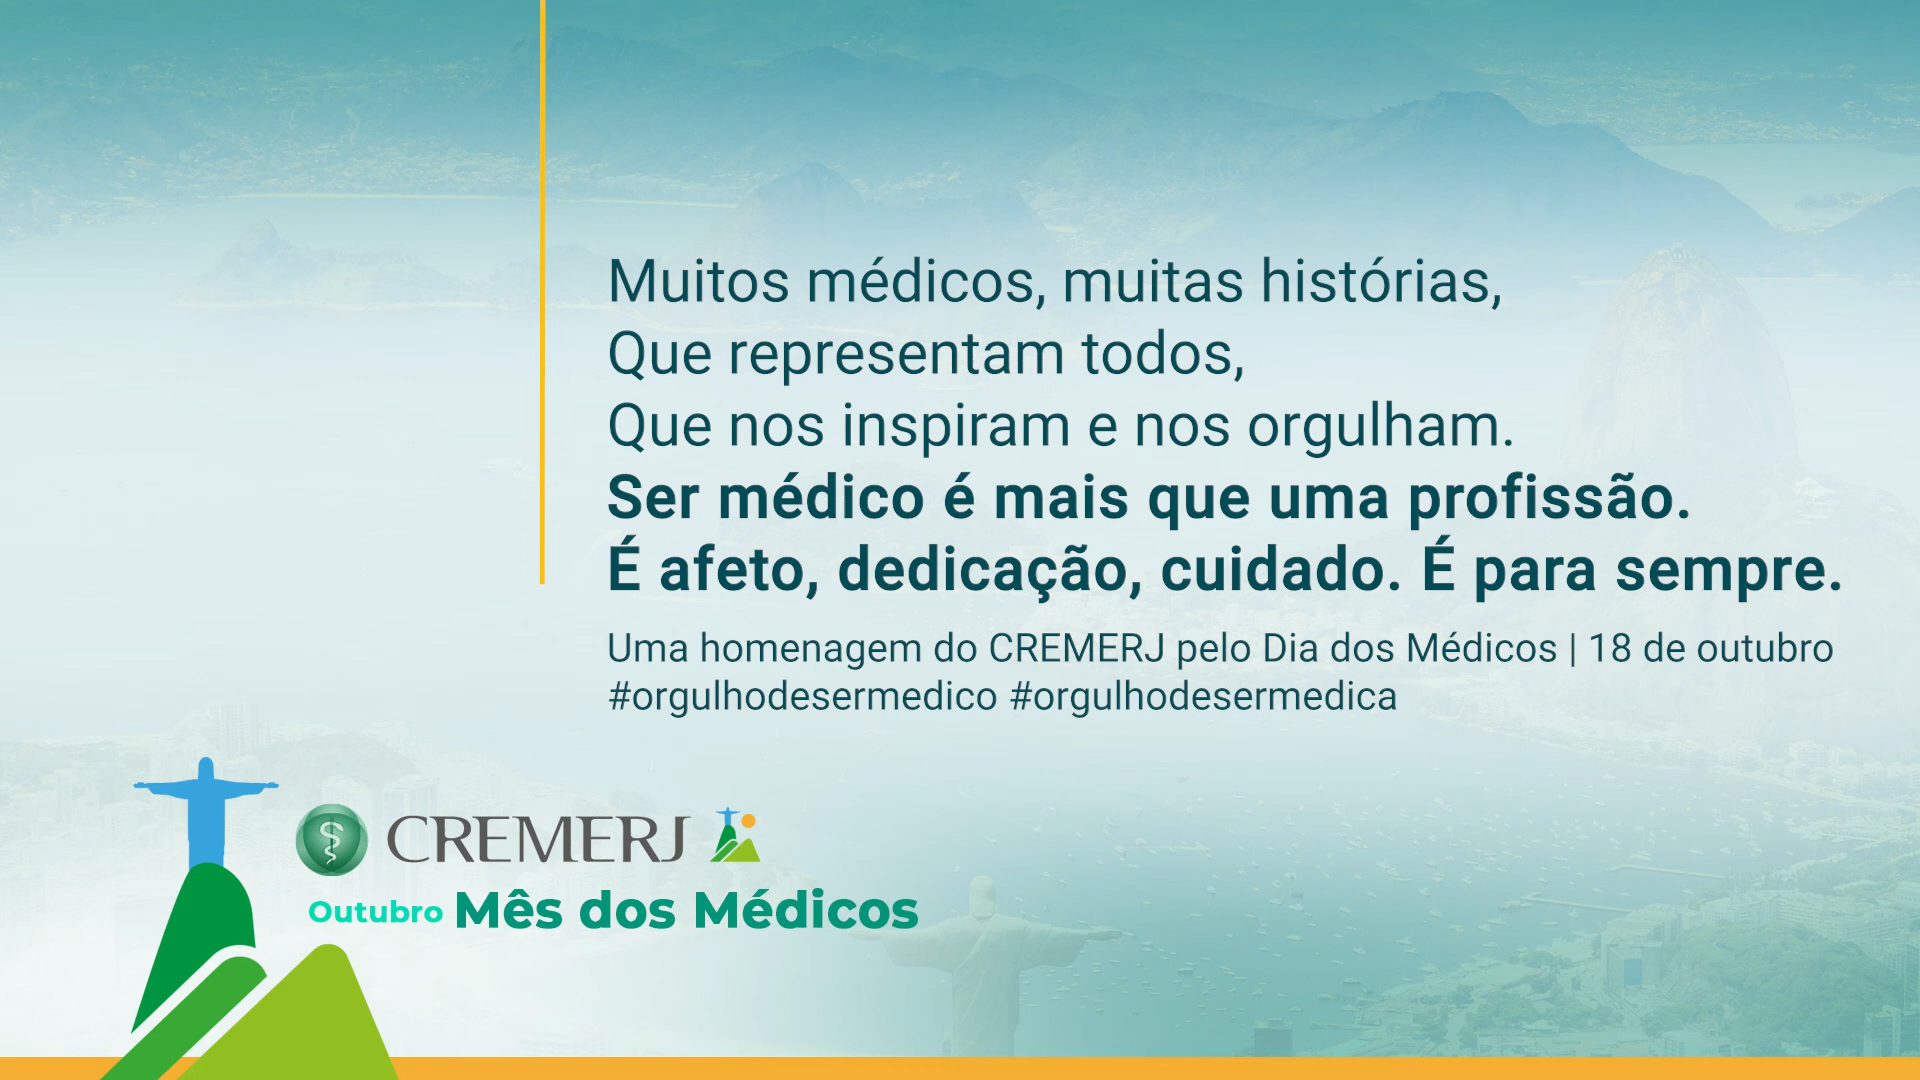 Muitos médicos, muitas histórias,
Que representam todos,
Que nos inspiram e nos orgulham.
Ser médico é mais que uma profissão.
É afeto, dedicação, cuidado. É para sempre.
Uma homenagem do CREMERJ pelo Dia dos Médicos | 18 de outubro
#orgulhodesermedico #orgulhodesermedica
CREMERJ
Outubro Mês dos Médicos